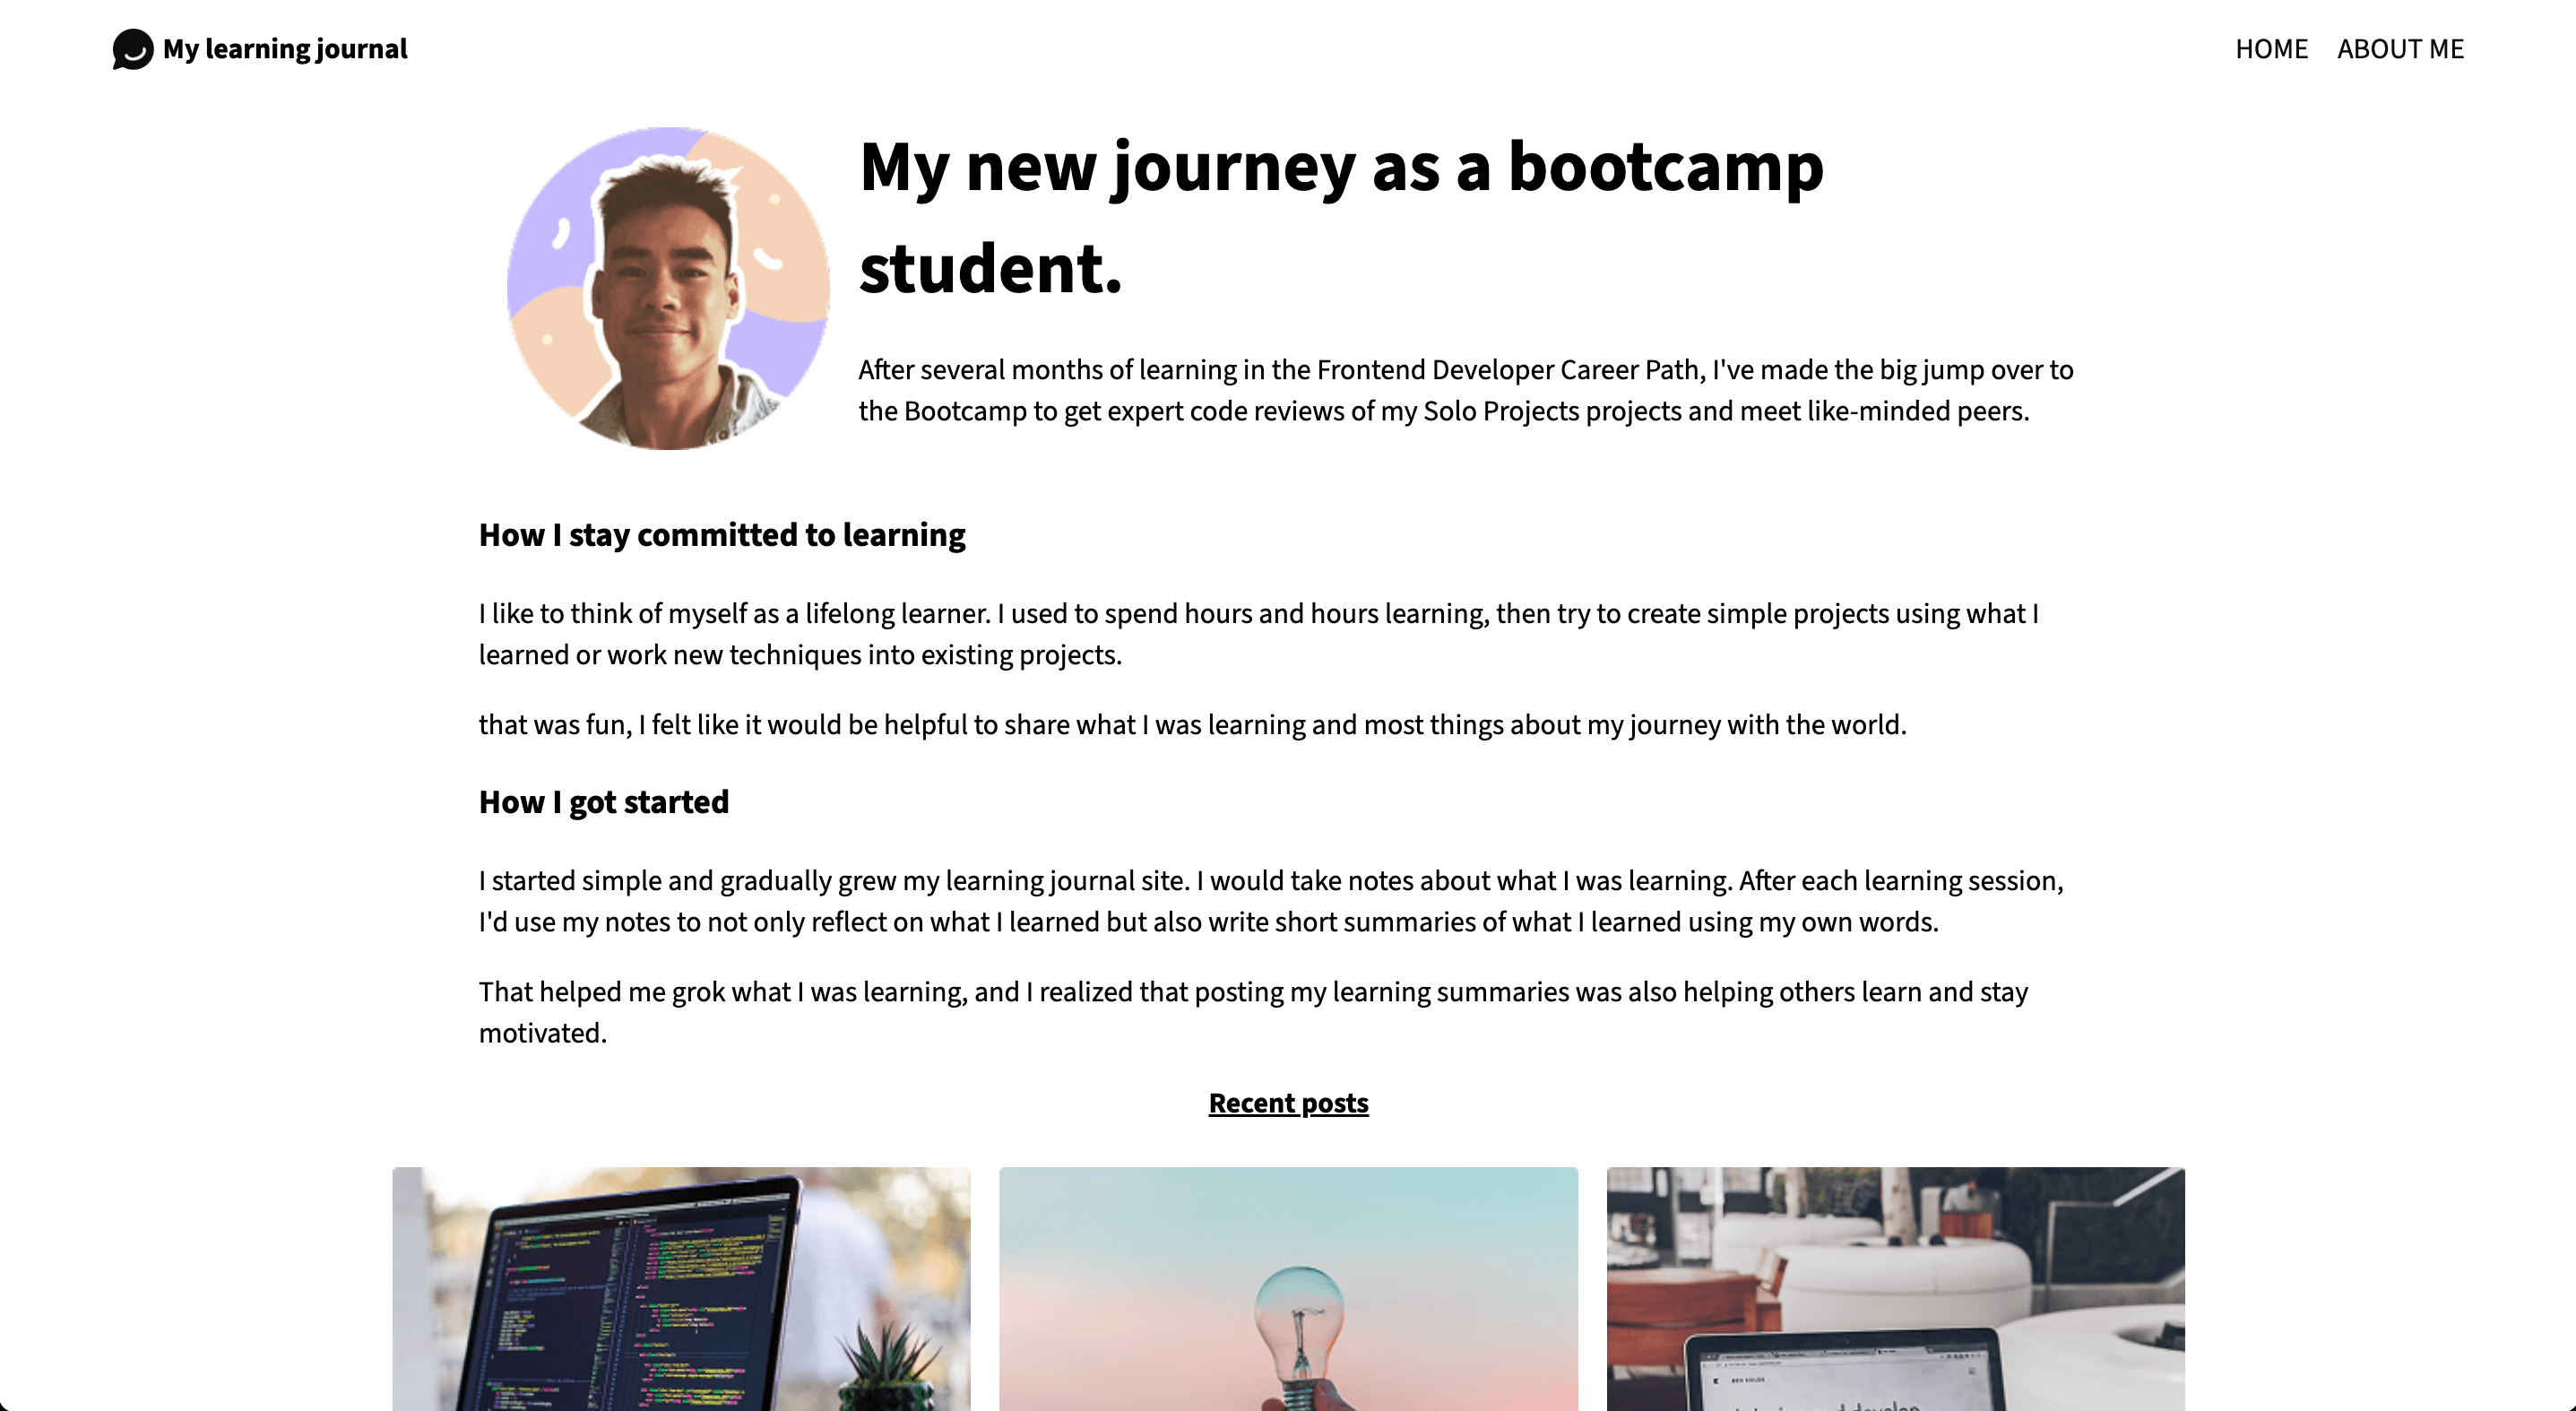 My learning journal
HOME ABOUT ME
My new journey as a bootcamp
student.
After several months of learning in the Frontend Developer Career Path, I've made the big jump over to
the Bootcamp to get expert code reviews of my Solo Projects projects and meet like-minded peers.
How I stay committed to learning
I like to think of myself as a lifelong learner. I used to spend hours and hours learning, then try to create simple projects using what I
learned or work new techniques into existing projects.
that was fun, I felt like it would be helpful to share what I was learning and most things about my journey with the world.
How I got started
I started simple and gradually grew my learning journal site. I would take notes about what I was learning. After each learning session,
I'd use my notes to not only reflect on what I learned but also write short summaries of what I learned using my own words.
That helped me grok what I was learning, and I realized that posting my learning summaries was also helping others learn and stay
motivated.
Recent posts